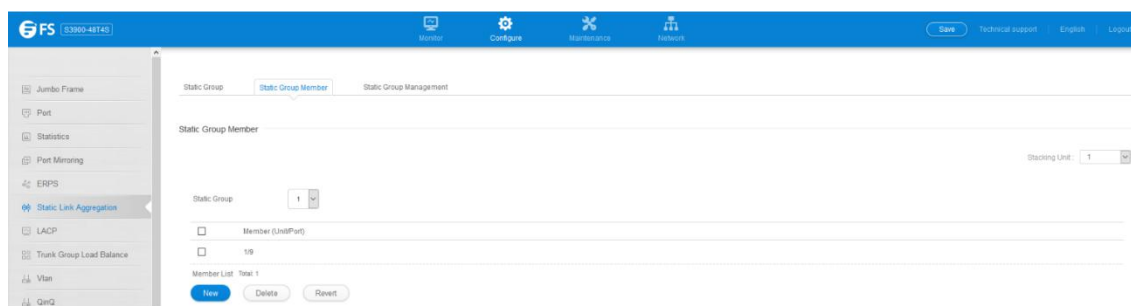 FS S3900-48T4S
Monitor Configure Maintenance Network
Save Technical support English Logout
Jumbo Frame
Port
Statistics
Port Mirroring
ERPS
Static Link Aggregation
LACP
Trunk Group Load Balance
Vlan
QinQ
Static Group Static Group Member Static Group Management
Static Group Member
Stacking Unit : 1
Static Group 1
Member (Unit/Port)
1/9
Member List Total: 1
New Delete Revert